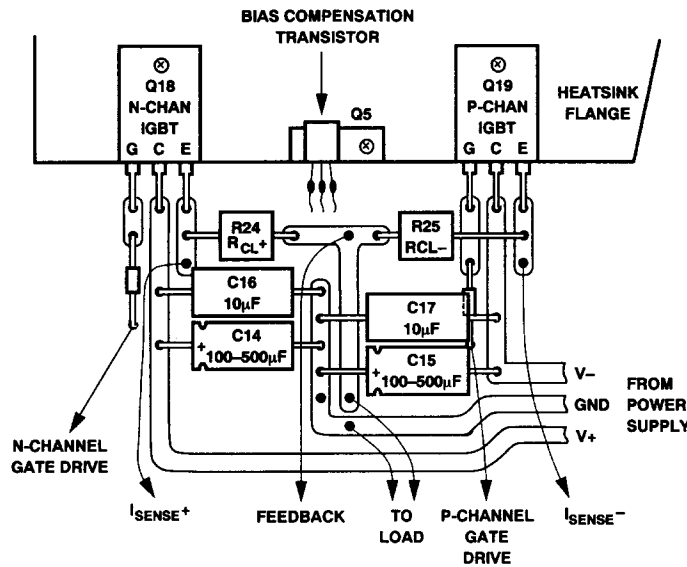 BIAS COMPENSATION
TRANSISTOR
Q18
N-CHAN
IGBT
G C E
Q5
Q19
P-CHAN
IGBT
G C E
HEATSINK
FLANGE
R24
RCL+
R25
RCL–
C16
10µF
C17
10µF
C14
+ 100–500µF
C15
+ 100–500µF
V–
GND
V+
FROM
POWER
SUPPLY
N-CHANNEL
GATE DRIVE
ISENSE+
FEEDBACK
TO
LOAD
P-CHANNEL
GATE
DRIVE
ISENSE–